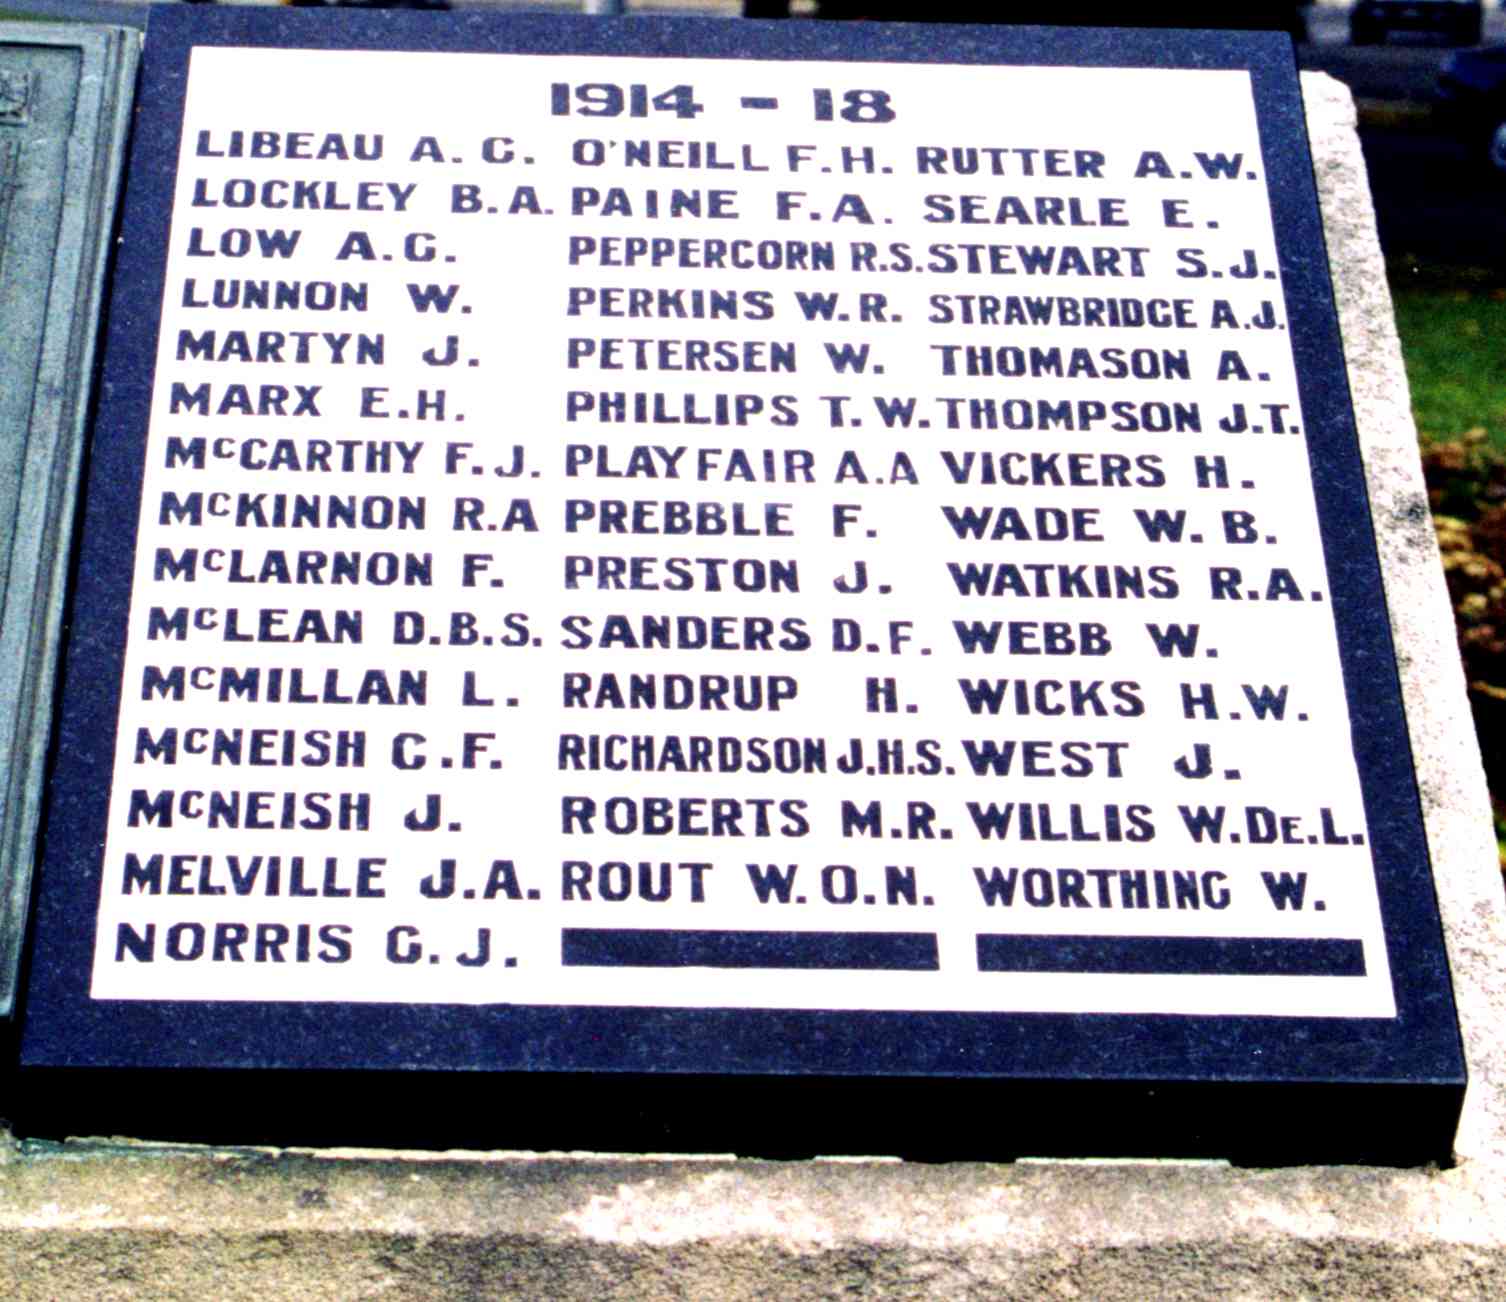 1914 - 18
LIBEAU A. C. O'NEILL F.H. RUTTER A.W.
LOCKLEY B.A. PAINE F.A. SEARLE E.
LOW A.G. PEPPERCORN R.S. STEWART S.J.
LUNNON W. PERKINS W.R. STRAWBRIDGE A.J.
MARTYN J. PETERSEN W. THOMASON A.
MARX E.H. PHILLIPS T.W. THOMPSON J.T.
McCARTHY F.J. PLAYFAIR A.A VICKERS H.
McKINNON R.A PREBBLE F. WADE W. B.
McLARNON F. PRESTON J. WATKINS R.A.
McLEAN D.B.S. SANDERS D.F. WEBB W.
McMILLAN L. RANDRUP H. WICKS H.W.
McNEISH C.F. RICHARDSON J.H.S. WEST J.
McNEISH J. ROBERTS M.R. WILLIS W.DE.L.
MELVILLE J.A. ROUT W.O.N. WORTHING W.
NORRIS G.J.